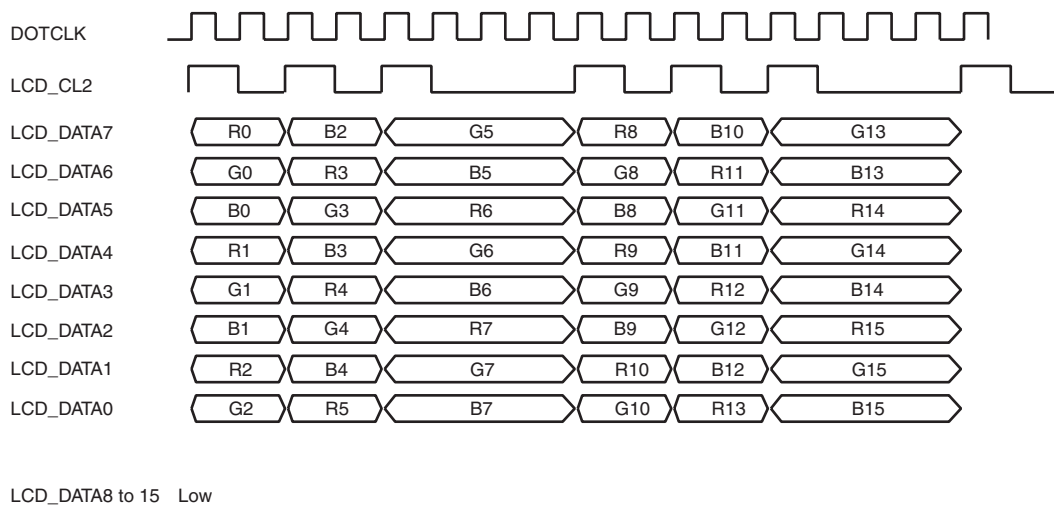 DOTCLK
LCD_CL2
LCD_DATA7 R0 B2 G5 R8 B10 G13
LCD_DATA6 G0 R3 B5 G8 R11 B13
LCD_DATA5 B0 G3 R6 B8 G11 R14
LCD_DATA4 R1 B3 G6 R9 B11 G14
LCD_DATA3 G1 R4 B6 G9 R12 B14
LCD_DATA2 B1 G4 R7 B9 G12 R15
LCD_DATA1 R2 B4 G7 R10 B12 G15
LCD_DATA0 G2 R5 B7 G10 R13 B15
LCD_DATA8 to 15 Low